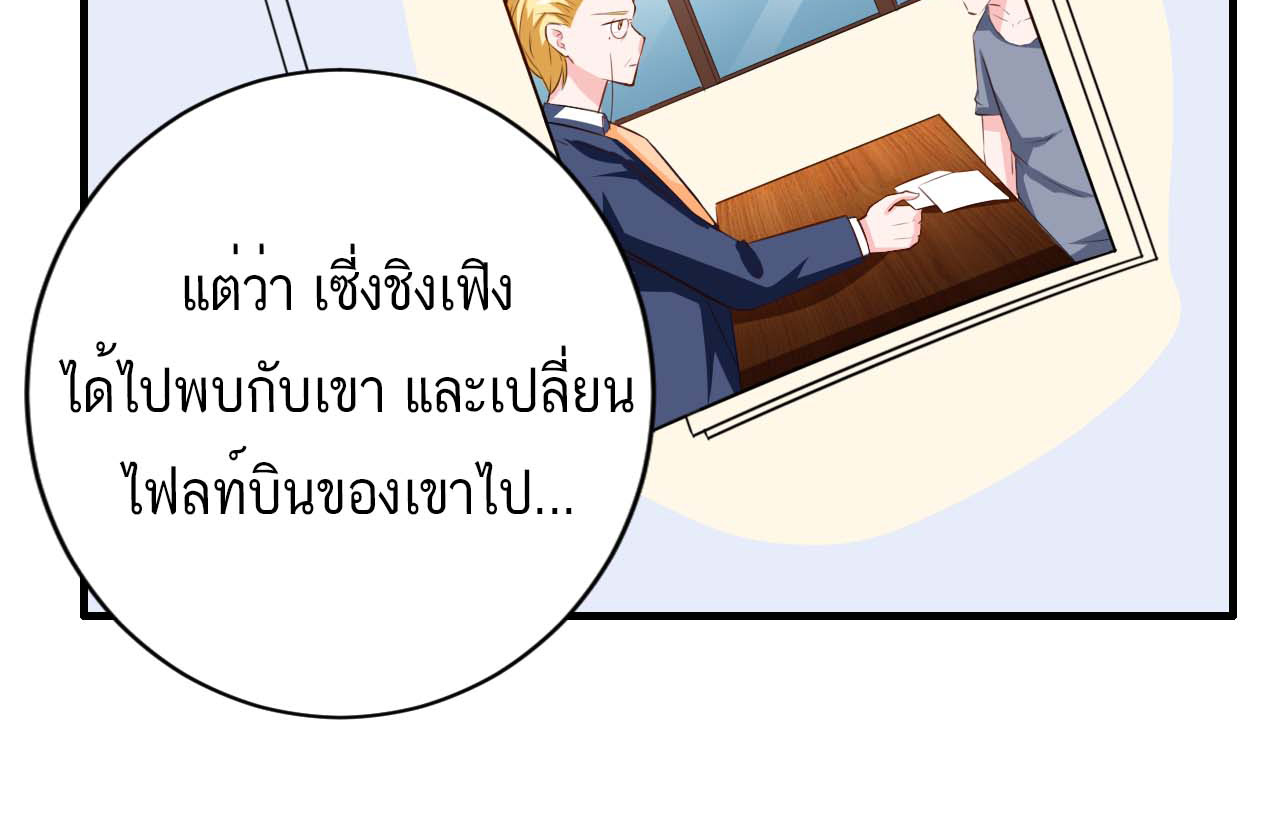 แต่ว่า เซี่งชิงเฟิง
ได้ไปพบกับเขา และเปลี่ยน
ไฟลท์บินของเขาไป...